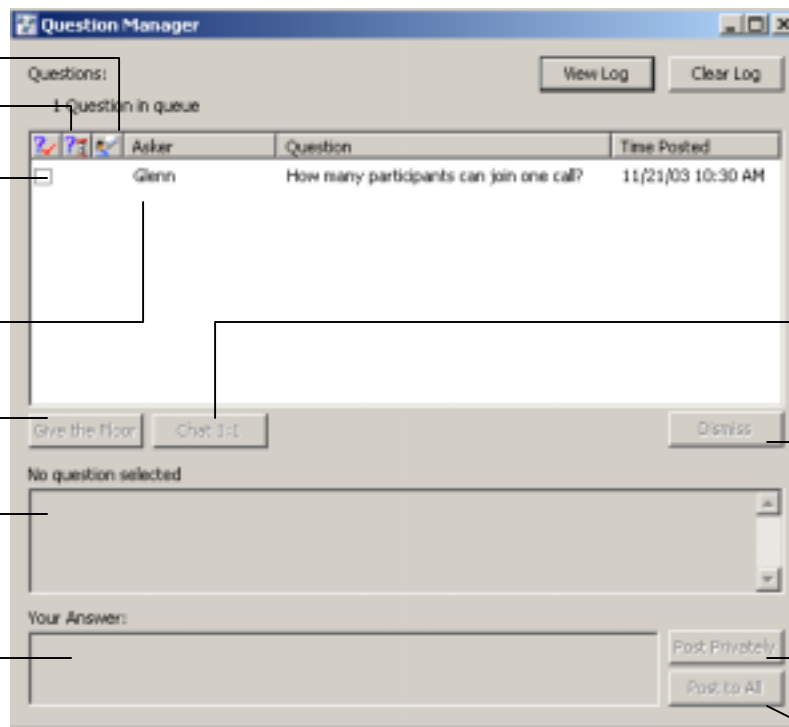 Question Manager
Questions:
View Log
Clear Log
1 Question in queue
Asker
Question
Time Posted
Glenn
How many participants can join one call?
11/21/03 10:30 AM
Give the Floor
Chat 1:1
Dismiss
No question selected
Your Answer:
Post Privately
Post to All